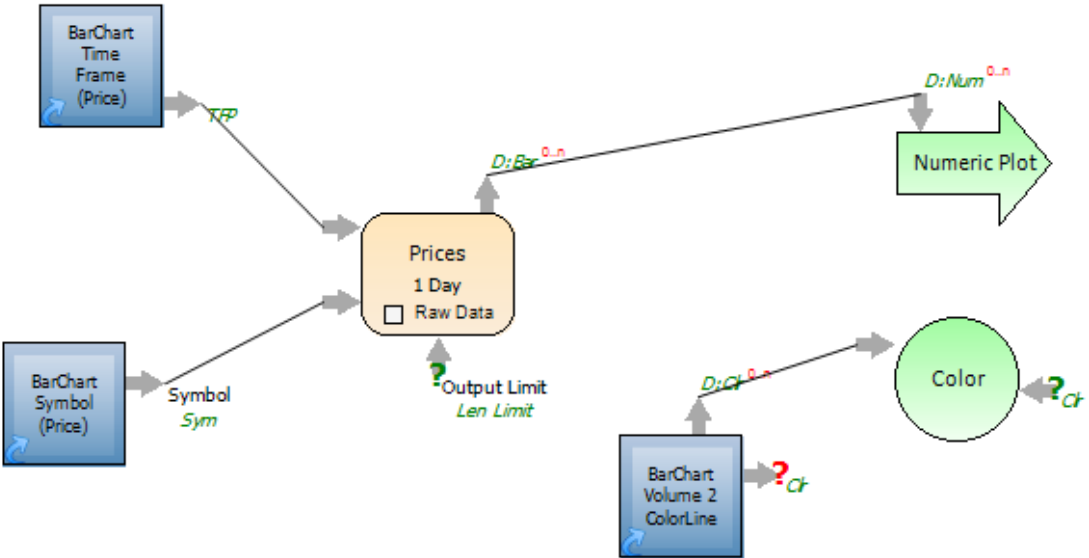 BarChart
Time
Frame
(Price)
TFP
D:Bar 0..n
D:Num 0..n
Numeric Plot
Prices
1 Day
Raw Data
BarChart
Symbol
(Price)
Symbol
Sym
?
Output Limit
Len Limit
D:Clr 0..n
Color
?
Clr
BarChart
Volume 2
ColorLine
?
Clr